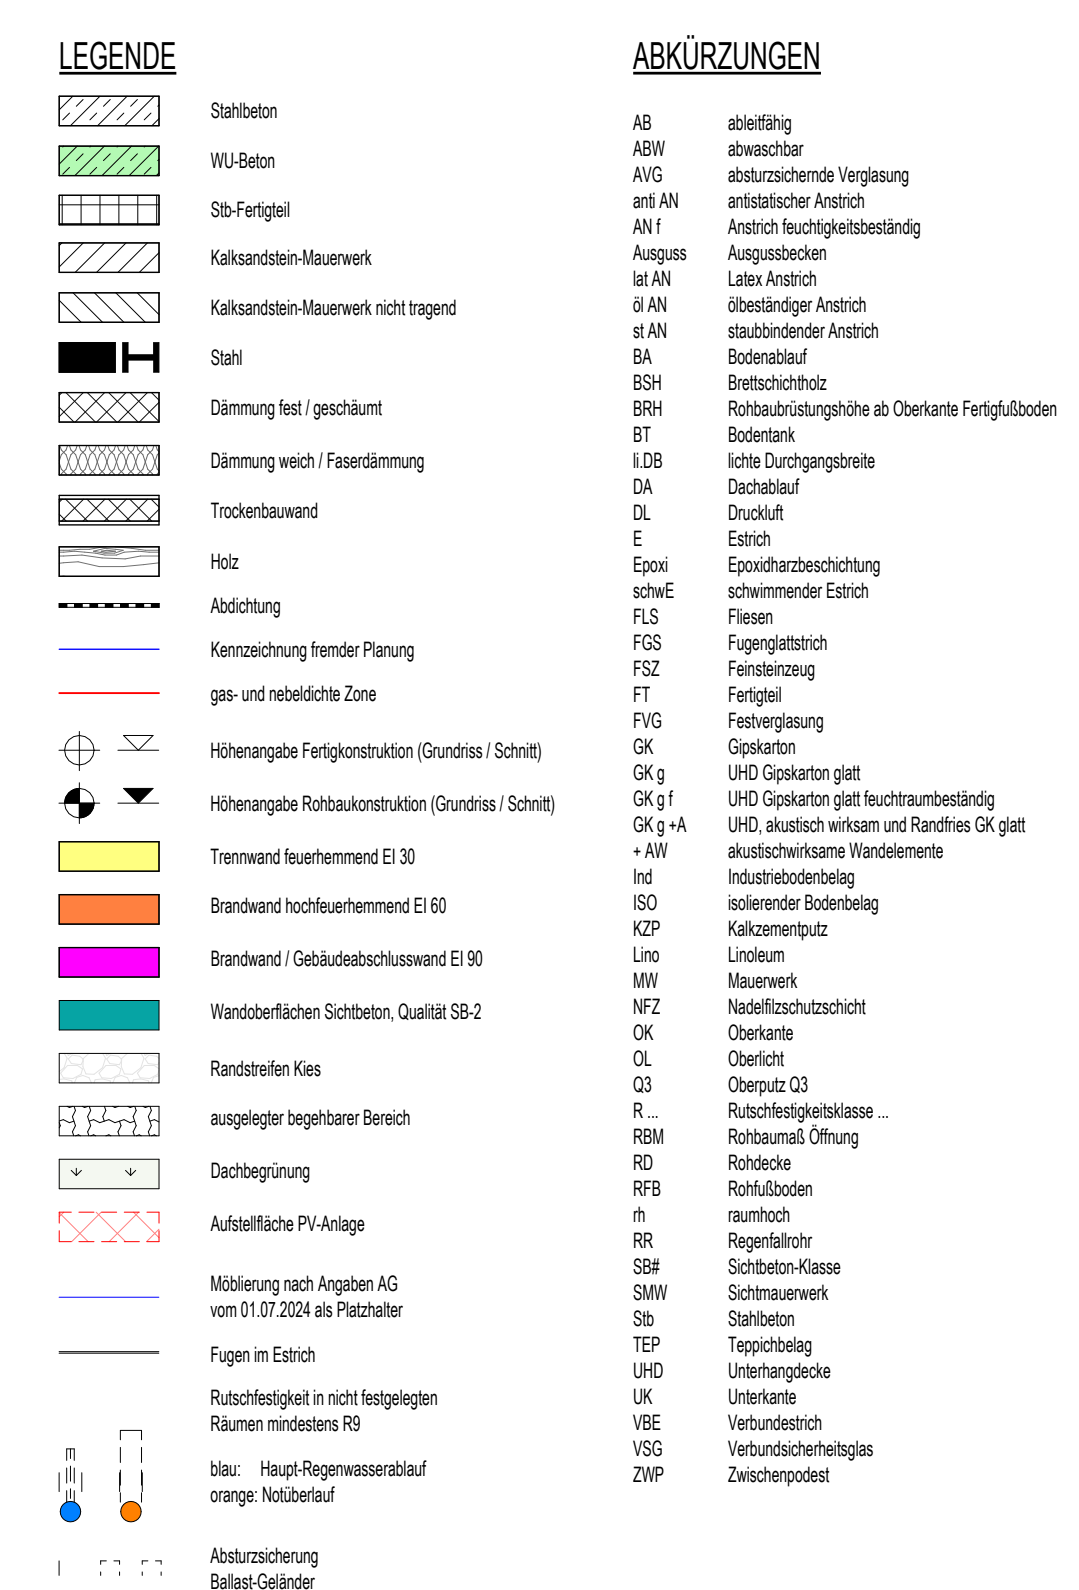 LEGENDE
Stahlbeton
WU-Beton
Stb-Fertigteil
Kalksandstein-Mauerwerk
Kalksandstein-Mauerwerk nicht tragend
Stahl
Dämmung fest / geschäumt
Dämmung weich / Faserdämmung
Trockenbauwand
Holz
Abdichtung
Kennzeichnung fremder Planung
gas- und nebeldichte Zone
Höhenangabe Fertigkonstruktion (Grundriss / Schnitt)
Höhenangabe Rohbaukonstruktion (Grundriss / Schnitt)
Trennwand feuerhemmend EI 30
Brandwand hochfeuerhemmend EI 60
Brandwand / Gebäudeabschlusswand EI 90
Wandoberflächen Sichtbeton, Qualität SB-2
Randstreifen Kies
ausgelegter begehbarer Bereich
Dachbegrünung
Aufstellfläche PV-Anlage
Möblierung nach Angaben AG
vom 01.07.2024 als Platzhalter
Fugen im Estrich
Rutschfestigkeit in nicht festgelegten
Räumen mindestens R9
blau: Haupt-Regenwasserablauf
orange: Notüberlauf
Absturzsicherung
Ballast-Geländer
ABKÜRZUNGEN
AB ableitfähig
ABW abwaschbar
AVG absturzsichernde Verglasung
anti AN antistatischer Anstrich
AN f Anstrich feuchtigkeitsbeständig
Ausguss Ausgussbecken
lat AN Latex Anstrich
öl AN ölbeständiger Anstrich
st AN staubbindender Anstrich
BA Bodenablauf
BSH Brettschichtholz
BRH Rohbaubrüstungshöhe ab Oberkante Fertigfußboden
BT Bodentank
li.DB lichte Durchgangsbreite
DA Dachablauf
DL Druckluft
E Estrich
Epoxi Epoxidharzbeschichtung
schwE schwimmender Estrich
FLS Fliesen
FGS Fugenglattstrich
FSZ Feinsteinzeug
FT Fertigteil
FVG Festverglasung
GK Gipskarton
GK g UHD Gipskarton glatt
GK g f UHD Gipskarton glatt feuchtraumbeständig
GK g +A UHD, akustisch wirksam und Randfries GK glatt
+ AW akustischwirksame Wandelemente
Ind Industriebodenbelag
ISO isolierender Bodenbelag
KZP Kalkzementputz
Lino Linoleum
MW Mauerwerk
NFZ Nadelfilzschutzschicht
OK Oberkante
OL Oberlicht
Q3 Oberputz Q3
R ... Rutschfestigkeitsklasse ...
RBM Rohbaumaß Öffnung
RD Rohdecke
RFB Rohfußboden
rh raumhoch
RR Regenfallrohr
SB# Sichtbeton-Klasse
SMW Sichtmauerwerk
Stb Stahlbeton
TEP Teppichbelag
UHD Unterhangdecke
UK Unterkante
VBE Verbundestrich
VSG Verbundsicherheitsglas
ZWP Zwischenpodest